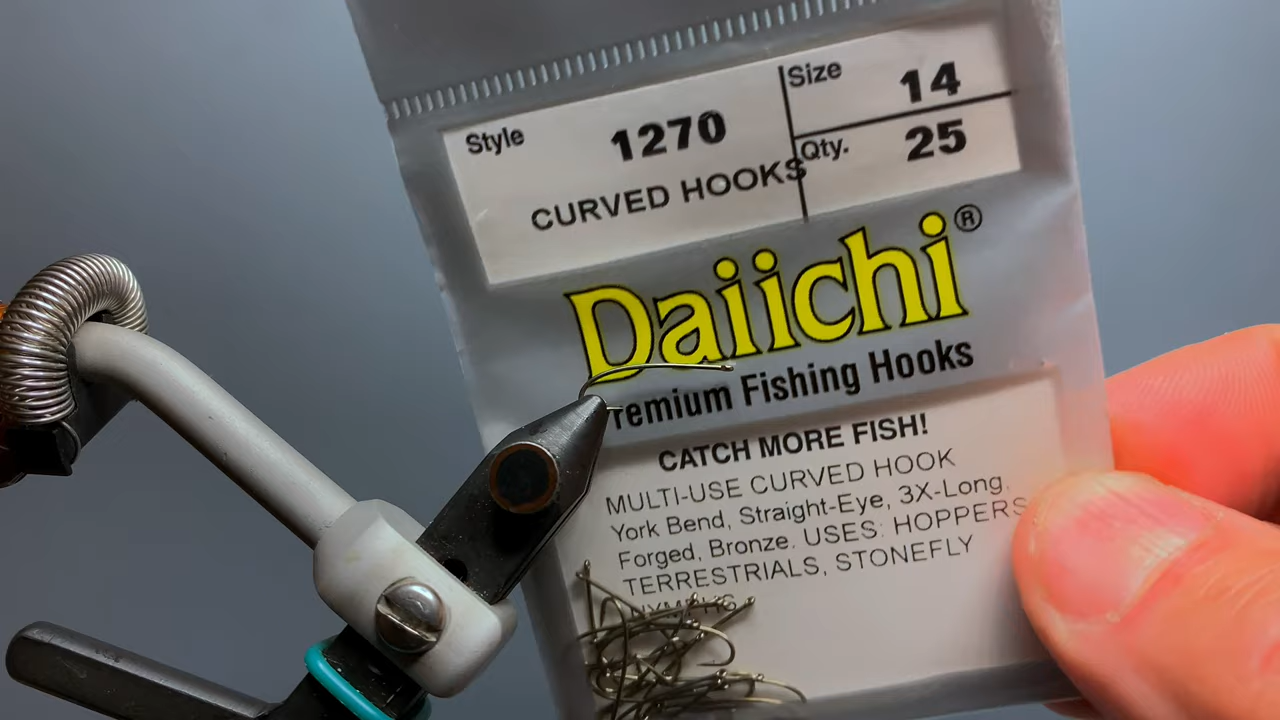 Style 1270
CURVED HOOKS
Size 14
Qty. 25
Daiichi®
Premium Fishing Hooks
CATCH MORE FISH!
MULTI-USE CURVED HOOK
York Bend, Straight-Eye, 3X-Long,
Forged, Bronze. USES: HOPPERS
TERRESTRIALS, STONEFLY
NYMPHS